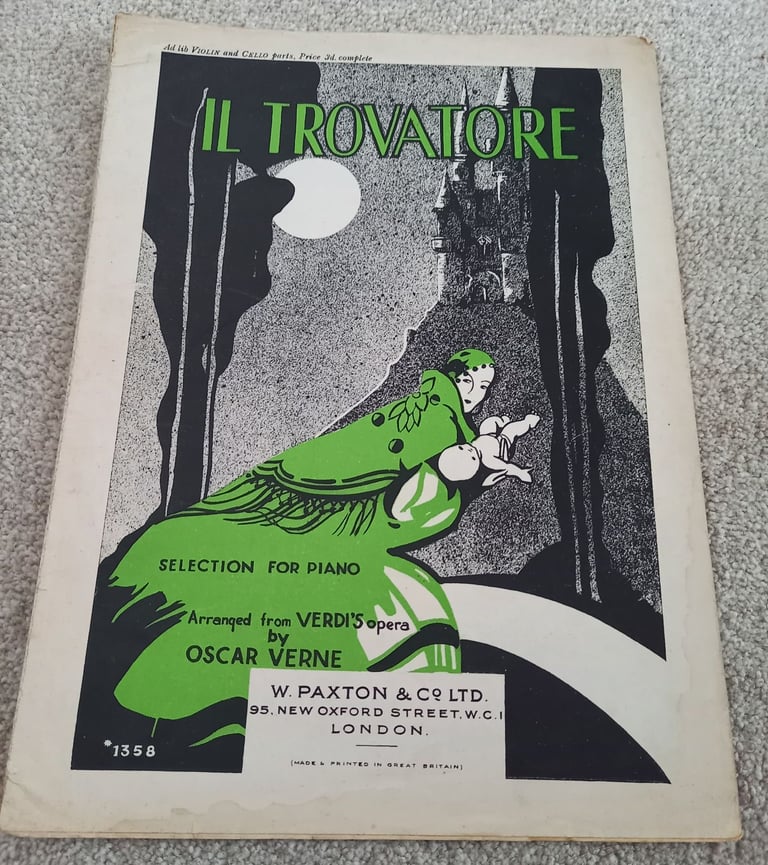 Ad lib VIOLIN and CELLO parts, Price 3d. complete
IL TROVATORE
SELECTION FOR PIANO
Arranged from VERDI'S opera
by
OSCAR VERNE
W. PAXTON & Co LTD.
95, NEW OXFORD STREET, W.C.1
LONDON.
(MADE & PRINTED IN GREAT BRITAIN)
*1358